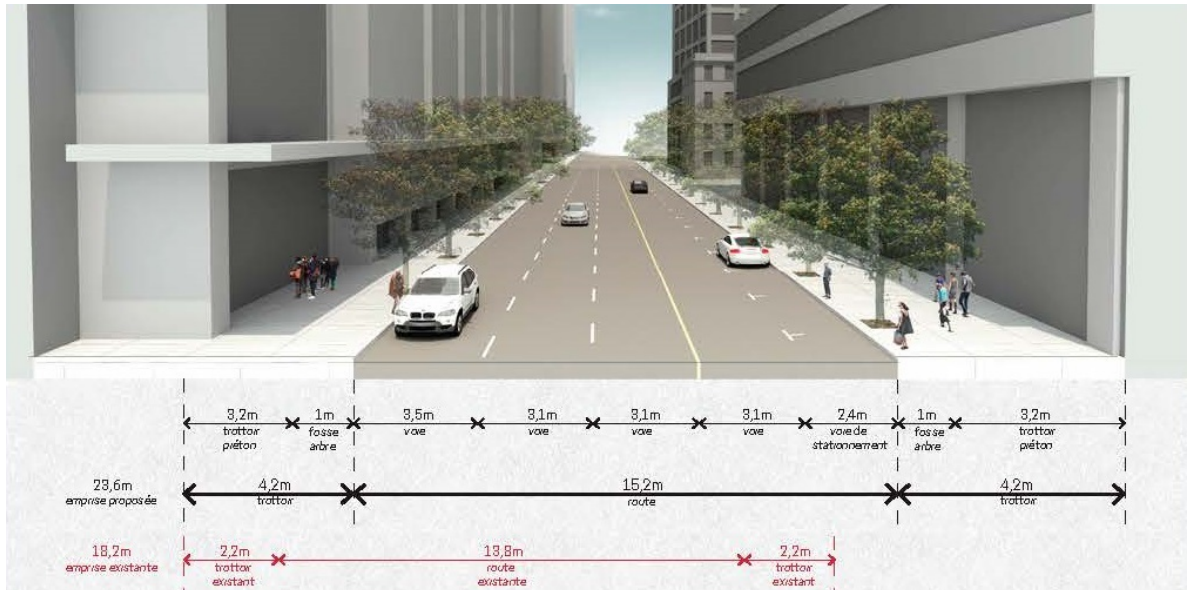 3,2m 1m 3,5m 3,1m 3,1m 3,1m 2,4m 1m 3,2m
trottoir fosse voie voie voie voie voie de fosse trottoir
piéton arbre stationnement arbre piéton
23,6m 4,2m 15,2m 4,2m
emprise proposée trottoir route trottoir
18,2m 2,2m 13,8m 2,2m
emprise existante trottoir route trottoir
existant existante existant